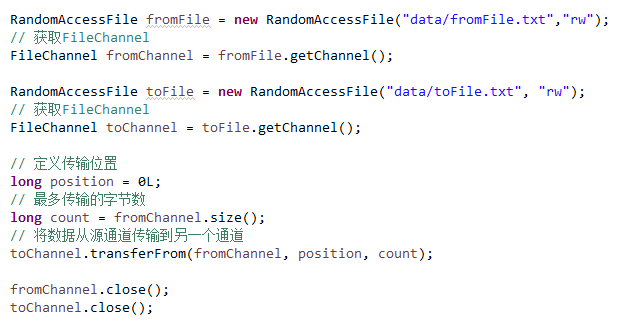 RandomAccessFile fromFile = new RandomAccessFile("data/fromFile.txt","rw");
// 获取FileChannel
FileChannel fromChannel = fromFile.getChannel();
RandomAccessFile toFile = new RandomAccessFile("data/toFile.txt", "rw");
// 获取FileChannel
FileChannel toChannel = toFile.getChannel();
// 定义传输位置
long position = 0L;
// 最多传输的字节数
long count = fromChannel.size();
// 将数据从源通道传输到另一个通道
toChannel.transferFrom(fromChannel, position, count);
fromChannel.close();
toChannel.close();